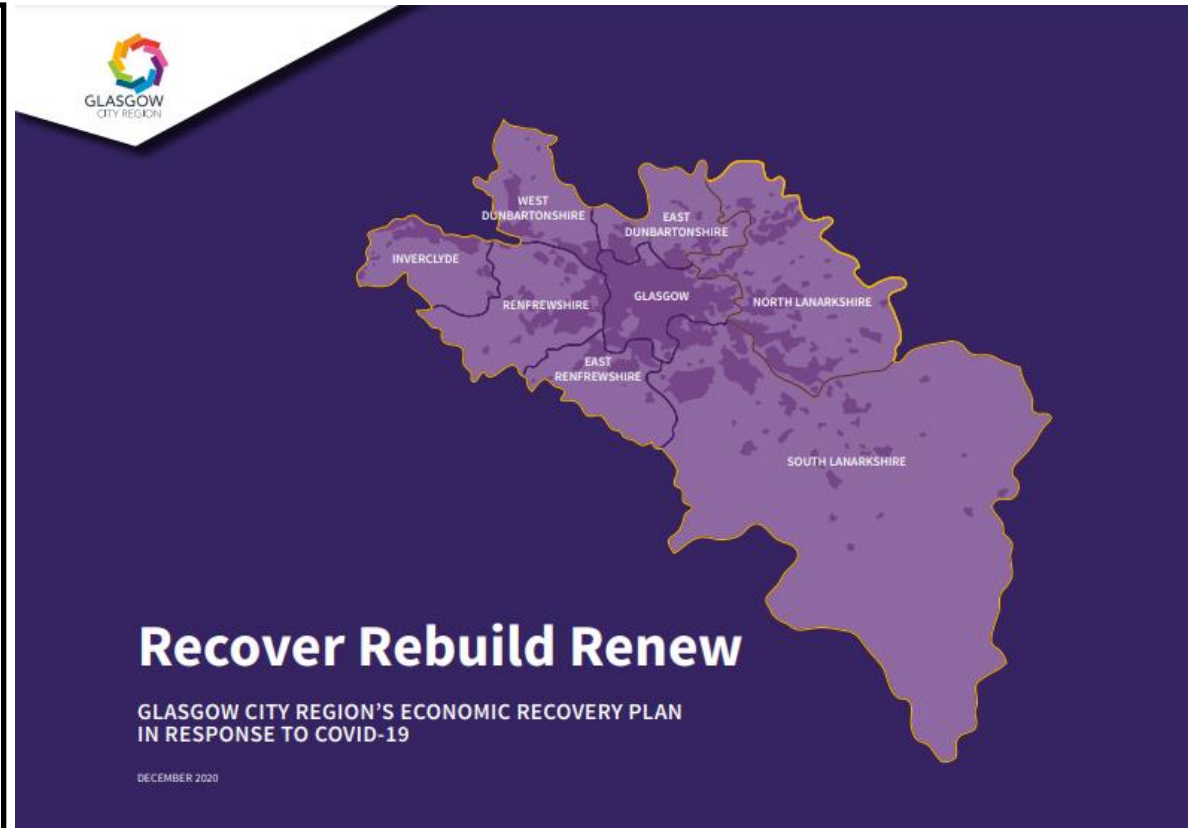 GLASGOW
CITY REGION
WEST
DUNBARTONSHIRE
EAST
DUNBARTONSHIRE
INVERCLYDE
RENFREWSHIRE
GLASGOW
NORTH LANARKSHIRE
EAST
RENFREWSHIRE
SOUTH LANARKSHIRE
Recover Rebuild Renew
GLASGOW CITY REGION'S ECONOMIC RECOVERY PLAN
IN RESPONSE TO COVID-19
DECEMBER 2020